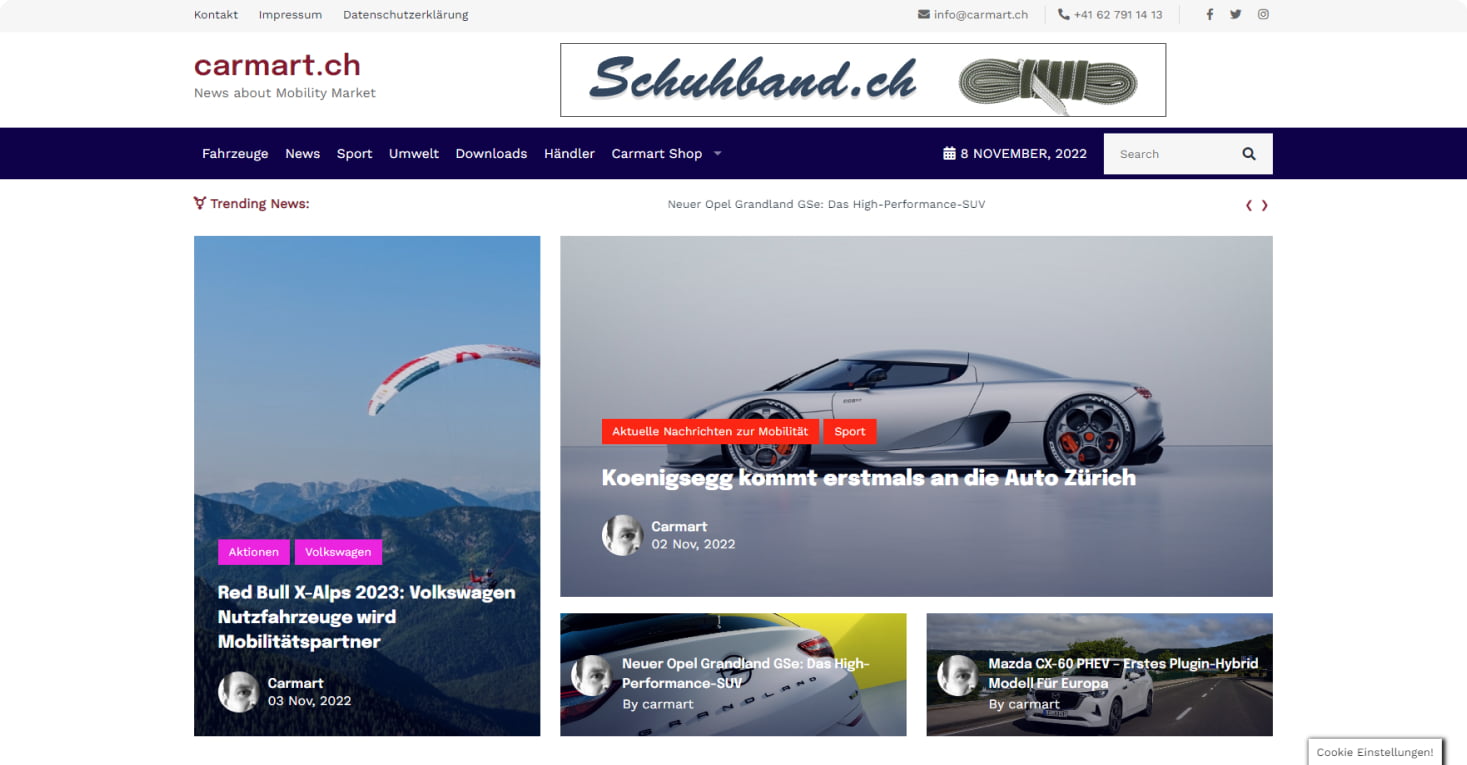 Kontakt Impressum Datenschutzerklärung info@carmart.ch +41 62 791 14 13
carmart.ch
News about Mobility Market
Schuhband.ch
Fahrzeuge News Sport Umwelt Downloads Händler Carmart Shop 8 NOVEMBER, 2022 Search
Trending News: Neuer Opel Grandland GSe: Das High-Performance-SUV
Aktionen Volkswagen
Red Bull X-Alps 2023: Volkswagen
Nutzfahrzeuge wird
Mobilitätspartner
Carmart
03 Nov, 2022
Aktuelle Nachrichten zur Mobilität Sport
Koenigsegg kommt erstmals an die Auto Zürich
Carmart
02 Nov, 2022
Neuer Opel Grandland GSe: Das High-
Performance-SUV
By carmart
GRANDLAND
Mazda CX-60 PHEV – Erstes Plugin-Hybrid
Modell Für Europa
By carmart
Cookie Einstellungen!